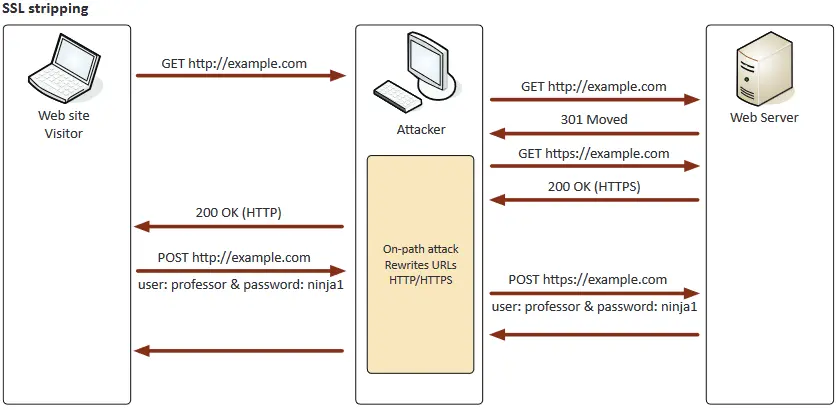 SSL stripping
Web site
Visitor
Attacker
Web Server
GET http://example.com
GET http://example.com
301 Moved
GET https://example.com
200 OK (HTTPS)
200 OK (HTTP)
On-path attack
Rewrites URLs
HTTP/HTTPS
POST http://example.com
user: professor & password: ninja1
POST https://example.com
user: professor & password: ninja1